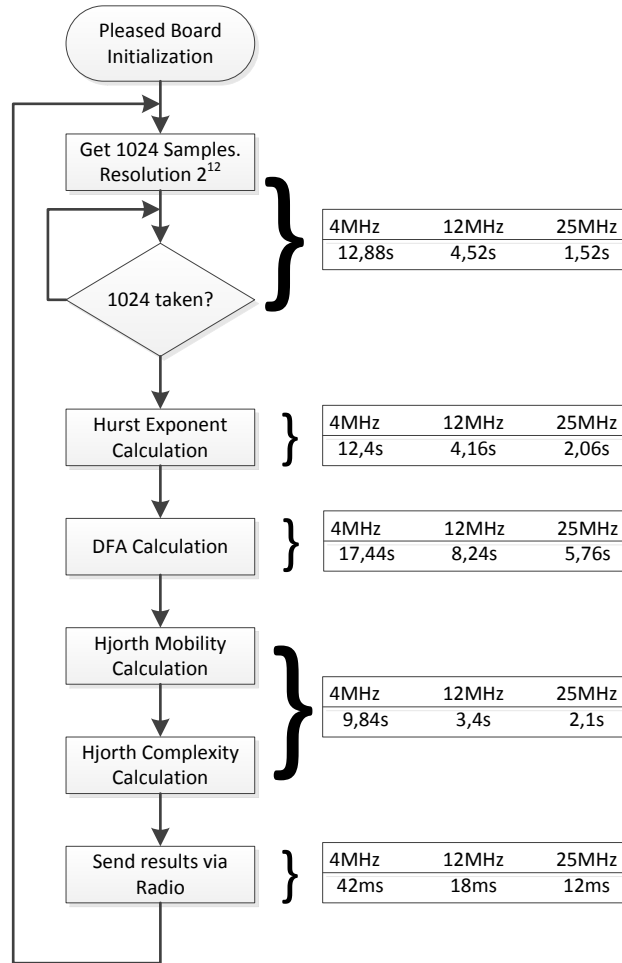 Pleased Board
Initialization
Get 1024 Samples.
Resolution 2^12
4MHz 12MHz 25MHz
12,88s 4,52s 1,52s
1024 taken?
Hurst Exponent
Calculation
4MHz 12MHz 25MHz
12,4s 4,16s 2,06s
DFA Calculation
4MHz 12MHz 25MHz
17,44s 8,24s 5,76s
Hjorth Mobility
Calculation
4MHz 12MHz 25MHz
9,84s 3,4s 2,1s
Hjorth Complexity
Calculation
Send results via
Radio
4MHz 12MHz 25MHz
42ms 18ms 12ms